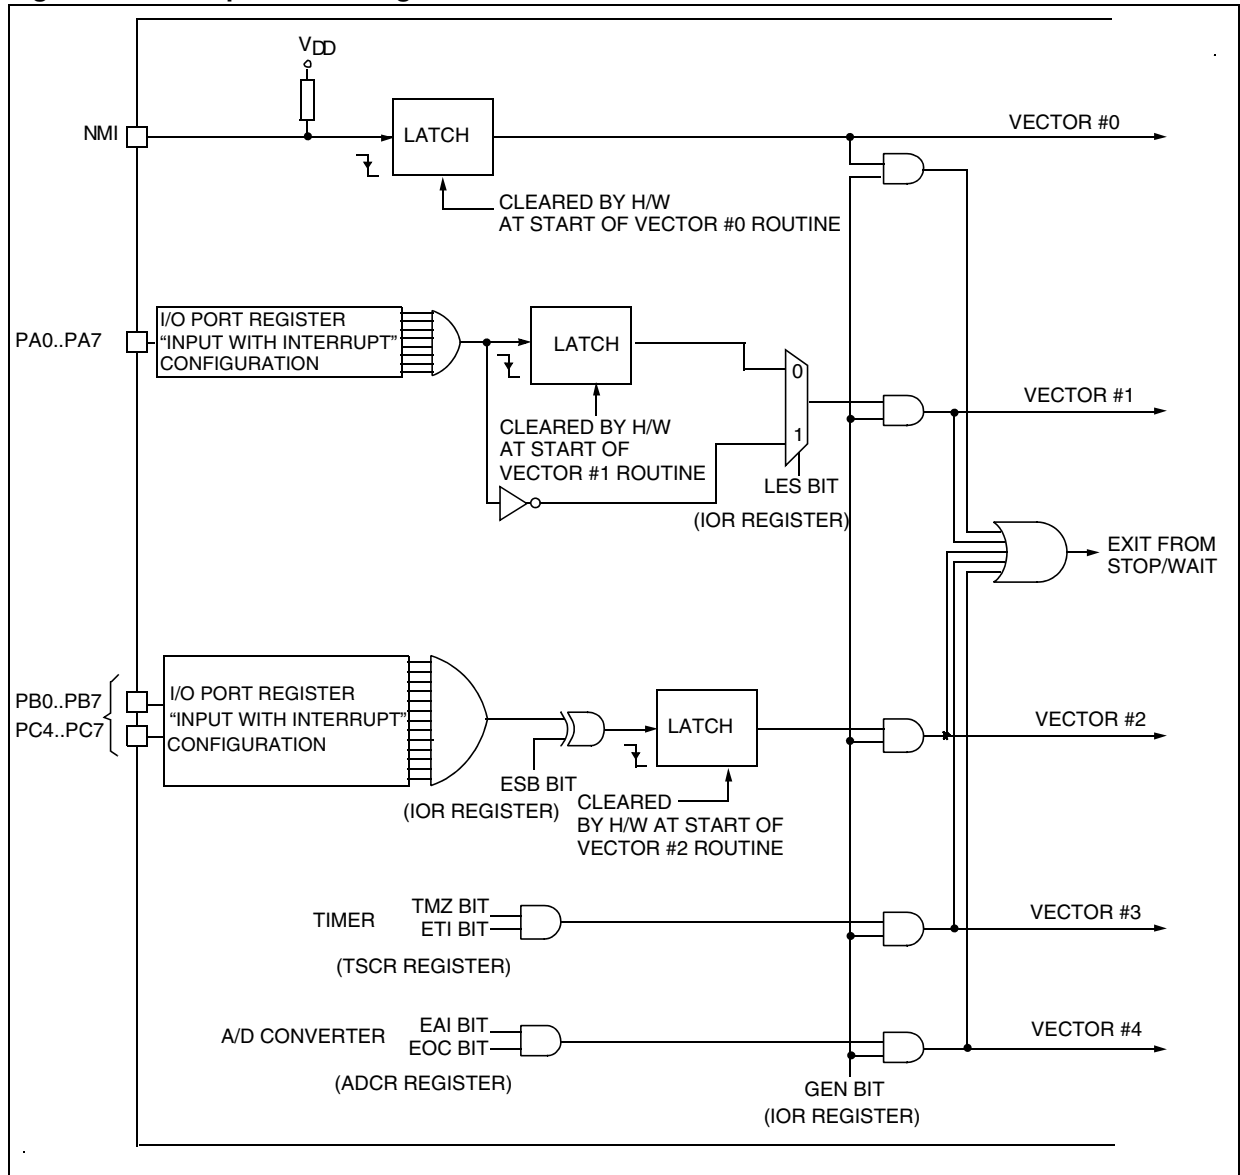 VDD
NMI
LATCH
VECTOR #0
CLEARED BY H/W
AT START OF VECTOR #0 ROUTINE
PA0..PA7
I/O PORT REGISTER
“INPUT WITH INTERRUPT”
CONFIGURATION
LATCH
0
1
VECTOR #1
CLEARED BY H/W
AT START OF
VECTOR #1 ROUTINE
LES BIT
(IOR REGISTER)
EXIT FROM
STOP/WAIT
PB0..PB7
PC4..PC7
I/O PORT REGISTER
“INPUT WITH INTERRUPT”
CONFIGURATION
LATCH
VECTOR #2
ESB BIT
(IOR REGISTER)
CLEARED
BY H/W AT START OF
VECTOR #2 ROUTINE
TIMER
TMZ BIT
ETI BIT
(TSCR REGISTER)
VECTOR #3
A/D CONVERTER
EAI BIT
EOC BIT
(ADCR REGISTER)
VECTOR #4
GEN BIT
(IOR REGISTER)